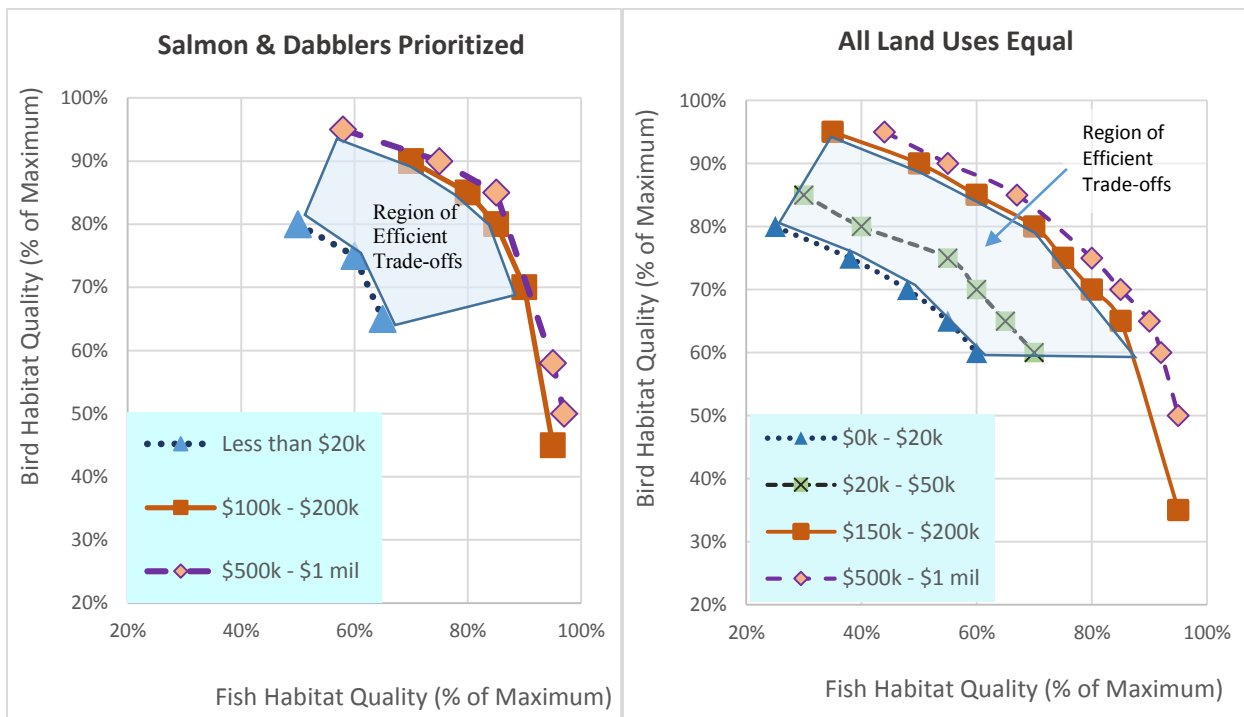 Salmon & Dabblers Prioritized
Bird Habitat Quality (% of Maximum)
100%
90%
80%
70%
60%
50%
40%
30%
20%
Region of
Efficient
Trade-offs
Less than $20k
$100k - $200k
$500k - $1 mil
20%
40%
60%
80%
100%
Fish Habitat Quality (% of Maximum)
All Land Uses Equal
Bird Habitat Quality (% of Maximum)
100%
90%
80%
70%
60%
50%
40%
30%
20%
Region of
Efficient
Trade-offs
$0k - $20k
$20k - $50k
$150k - $200k
$500k - $1 mil
20%
40%
60%
80%
100%
Fish Habitat Quality (% of Maximum)